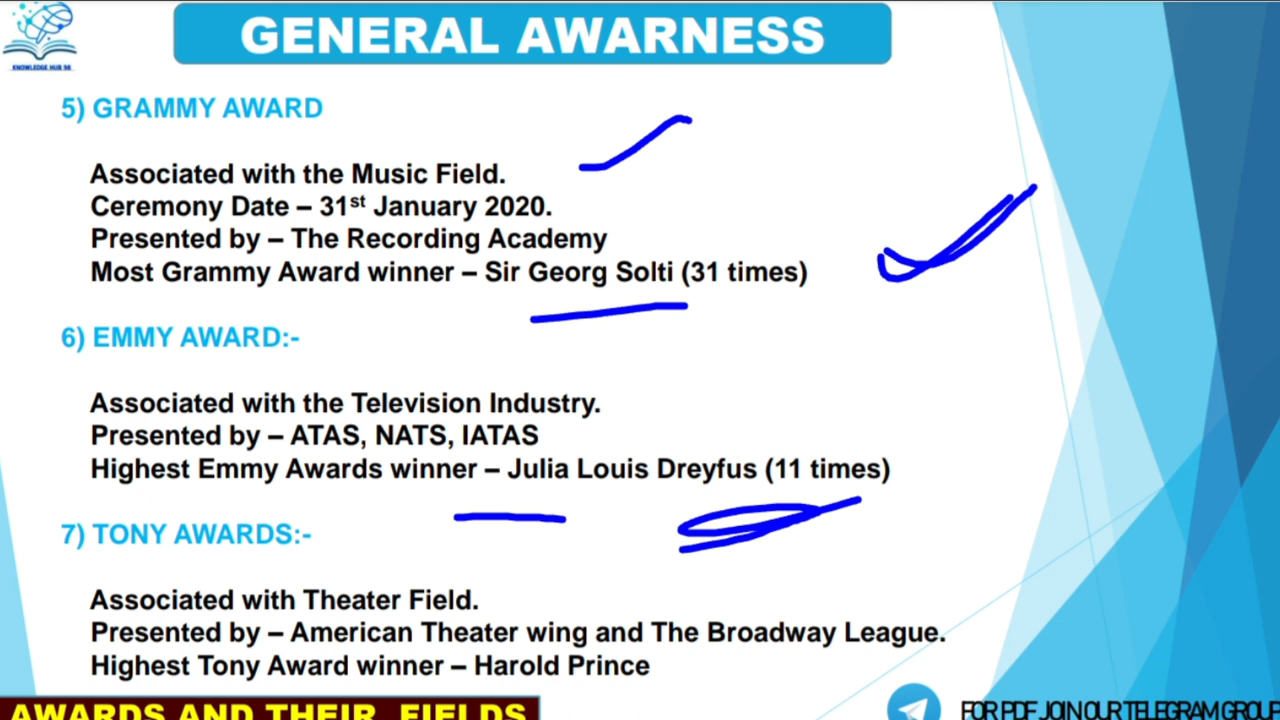 KNOWLEDGE HUB 98
GENERAL AWARNESS
5) GRAMMY AWARD
Associated with the Music Field.
Ceremony Date – 31st January 2020.
Presented by – The Recording Academy
Most Grammy Award winner – Sir Georg Solti (31 times)
6) EMMY AWARD:-
Associated with the Television Industry.
Presented by – ATAS, NATS, IATAS
Highest Emmy Awards winner – Julia Louis Dreyfus (11 times)
7) TONY AWARDS:-
Associated with Theater Field.
Presented by – American Theater wing and The Broadway League.
Highest Tony Award winner – Harold Prince
AWARDS AND THEIR FIELDS
FOR PDF JOIN OUR TELEGRAM GROUP